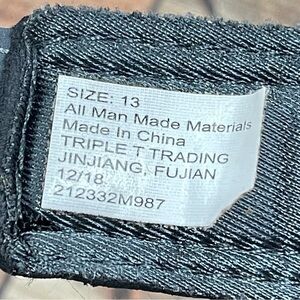 SIZE: 13
All Man Made Materials
Made In China
TRIPLE T TRADING
JINJIANG, FUJIAN
12/18
212332M987